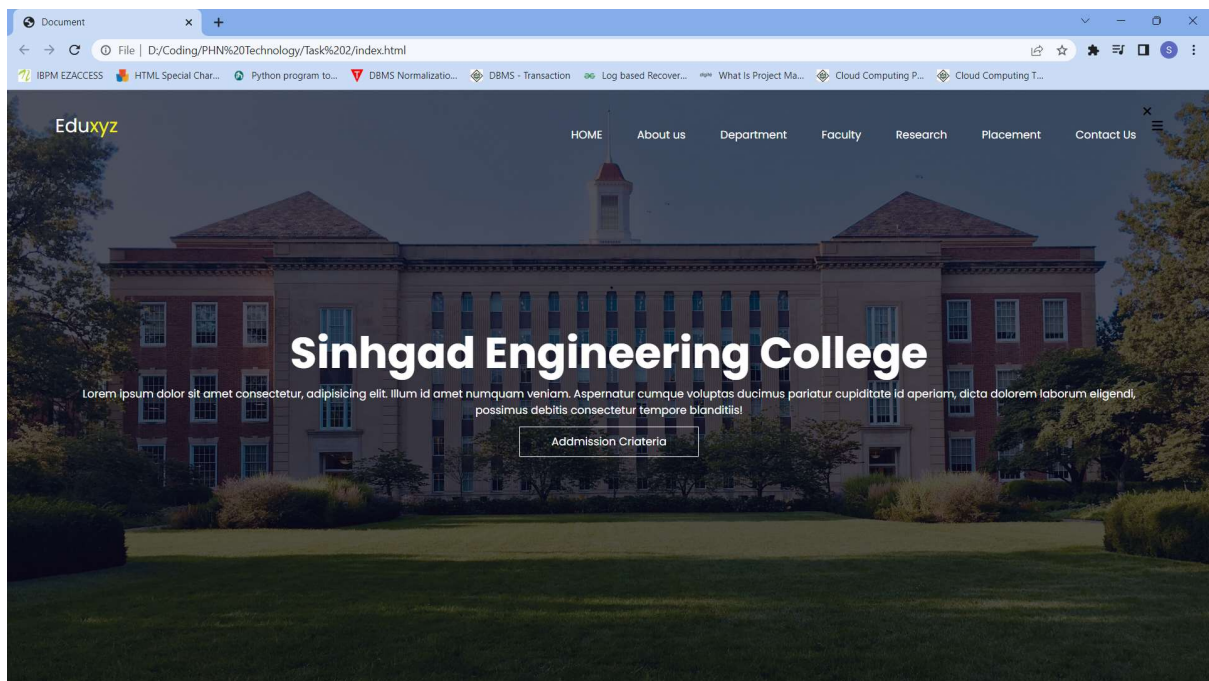 Document
File | D:/Coding/PHN%20Technology/Task%202/index.html
S
IBPM EZACCESS HTML Special Char... Python program to... DBMS Normalizatio... DBMS - Transaction Log based Recover... What Is Project Ma... Cloud Computing P... Cloud Computing T...
Eduxyz
HOME About us Department Faculty Research Placement Contact Us
Sinhgad Engineering College
Lorem ipsum dolor sit amet consectetur, adipisicing elit. Illum id amet numquam veniam. Aspernatur cumque voluptas ducimus pariatur cupiditate id aperiam, dicta dolorem laborum eligendi,
possimus debitis consectetur tempore blanditiis!
Addmission Criateria